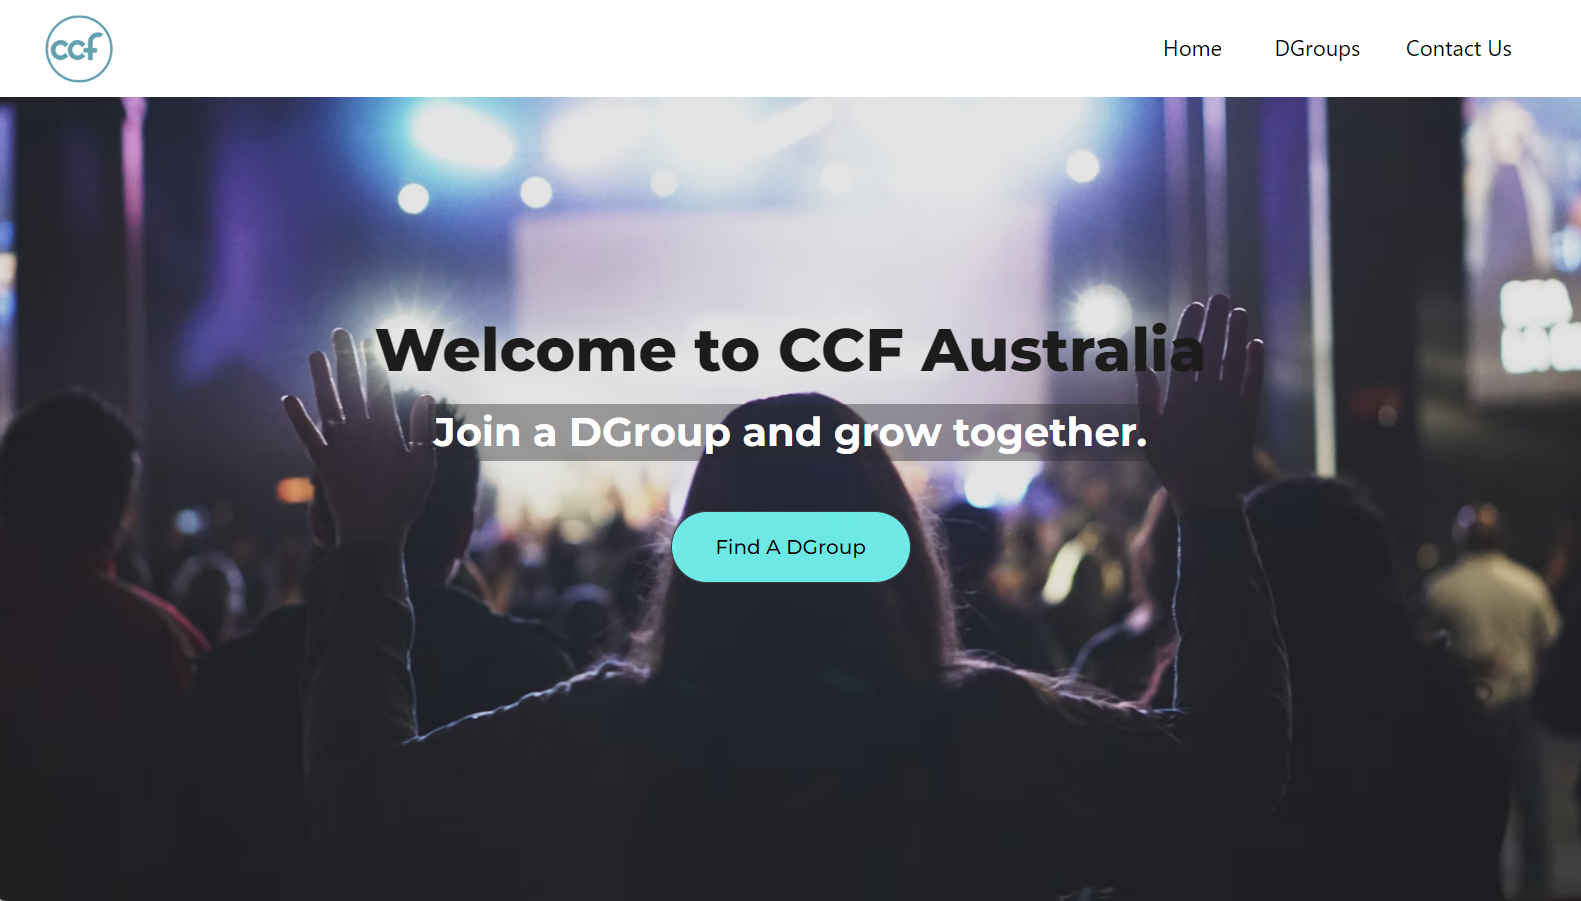 ccf
Home DGroups Contact Us
Welcome to CCF Australia
Join a DGroup and grow together.
Find A DGroup